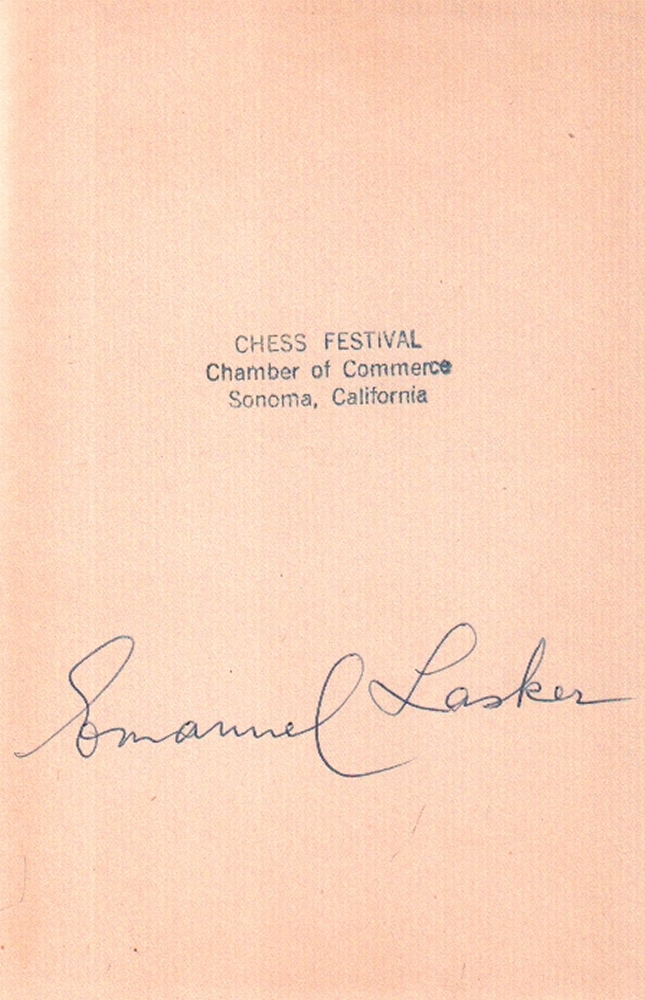 CHESS FESTIVAL
Chamber of Commerce
Sonoma, California
Emanuel Lasker